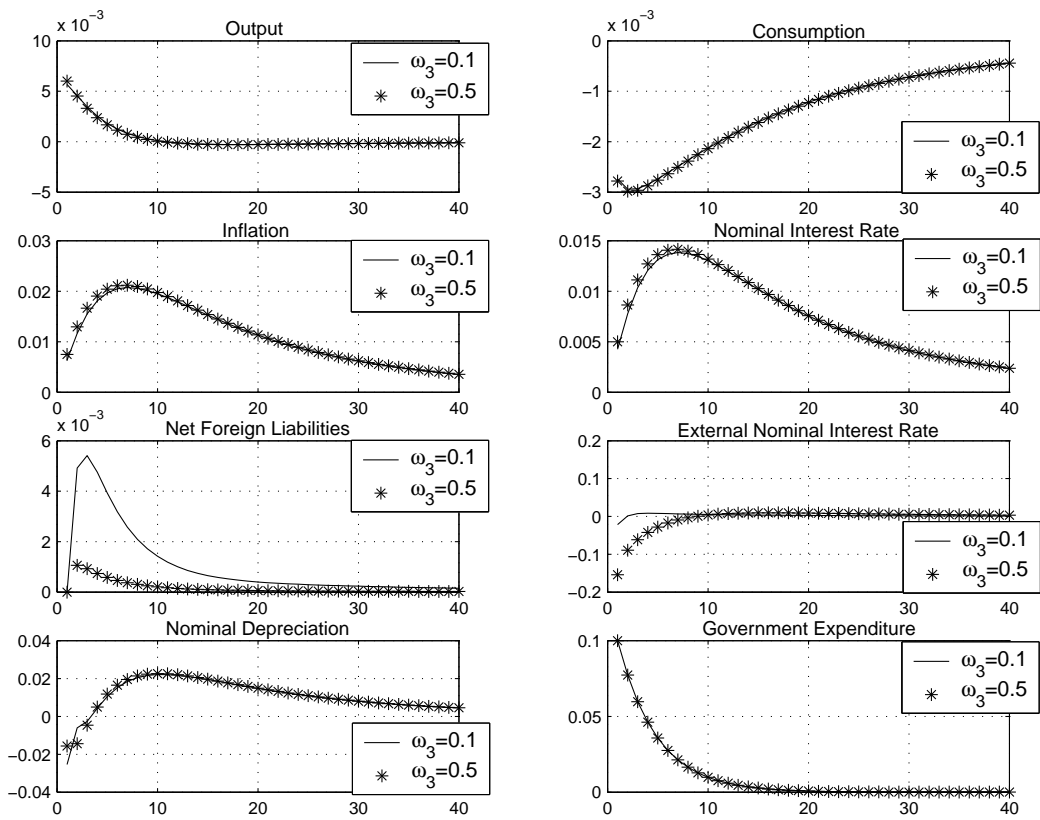 x 10⁻³
Output
10
5
0
−5
0 10 20 30 40
ω₃=0.1
ω₃=0.5
x 10⁻³
Consumption
0
−1
−2
−3
0 10 20 30 40
ω₃=0.1
ω₃=0.5
Inflation
0.03
0.02
0.01
0
0 10 20 30 40
ω₃=0.1
ω₃=0.5
Nominal Interest Rate
0.015
0.01
0.005
0
0 10 20 30 40
ω₃=0.1
ω₃=0.5
x 10⁻³
Net Foreign Liabilities
6
4
2
0
0 10 20 30 40
ω₃=0.1
ω₃=0.5
External Nominal Interest Rate
0.2
0.1
0
−0.1
−0.2
0 10 20 30 40
ω₃=0.1
ω₃=0.5
Nominal Depreciation
0.04
0.02
0
−0.02
−0.04
0 10 20 30 40
ω₃=0.1
ω₃=0.5
Government Expenditure
0.1
0.05
0
0 10 20 30 40
ω₃=0.1
ω₃=0.5